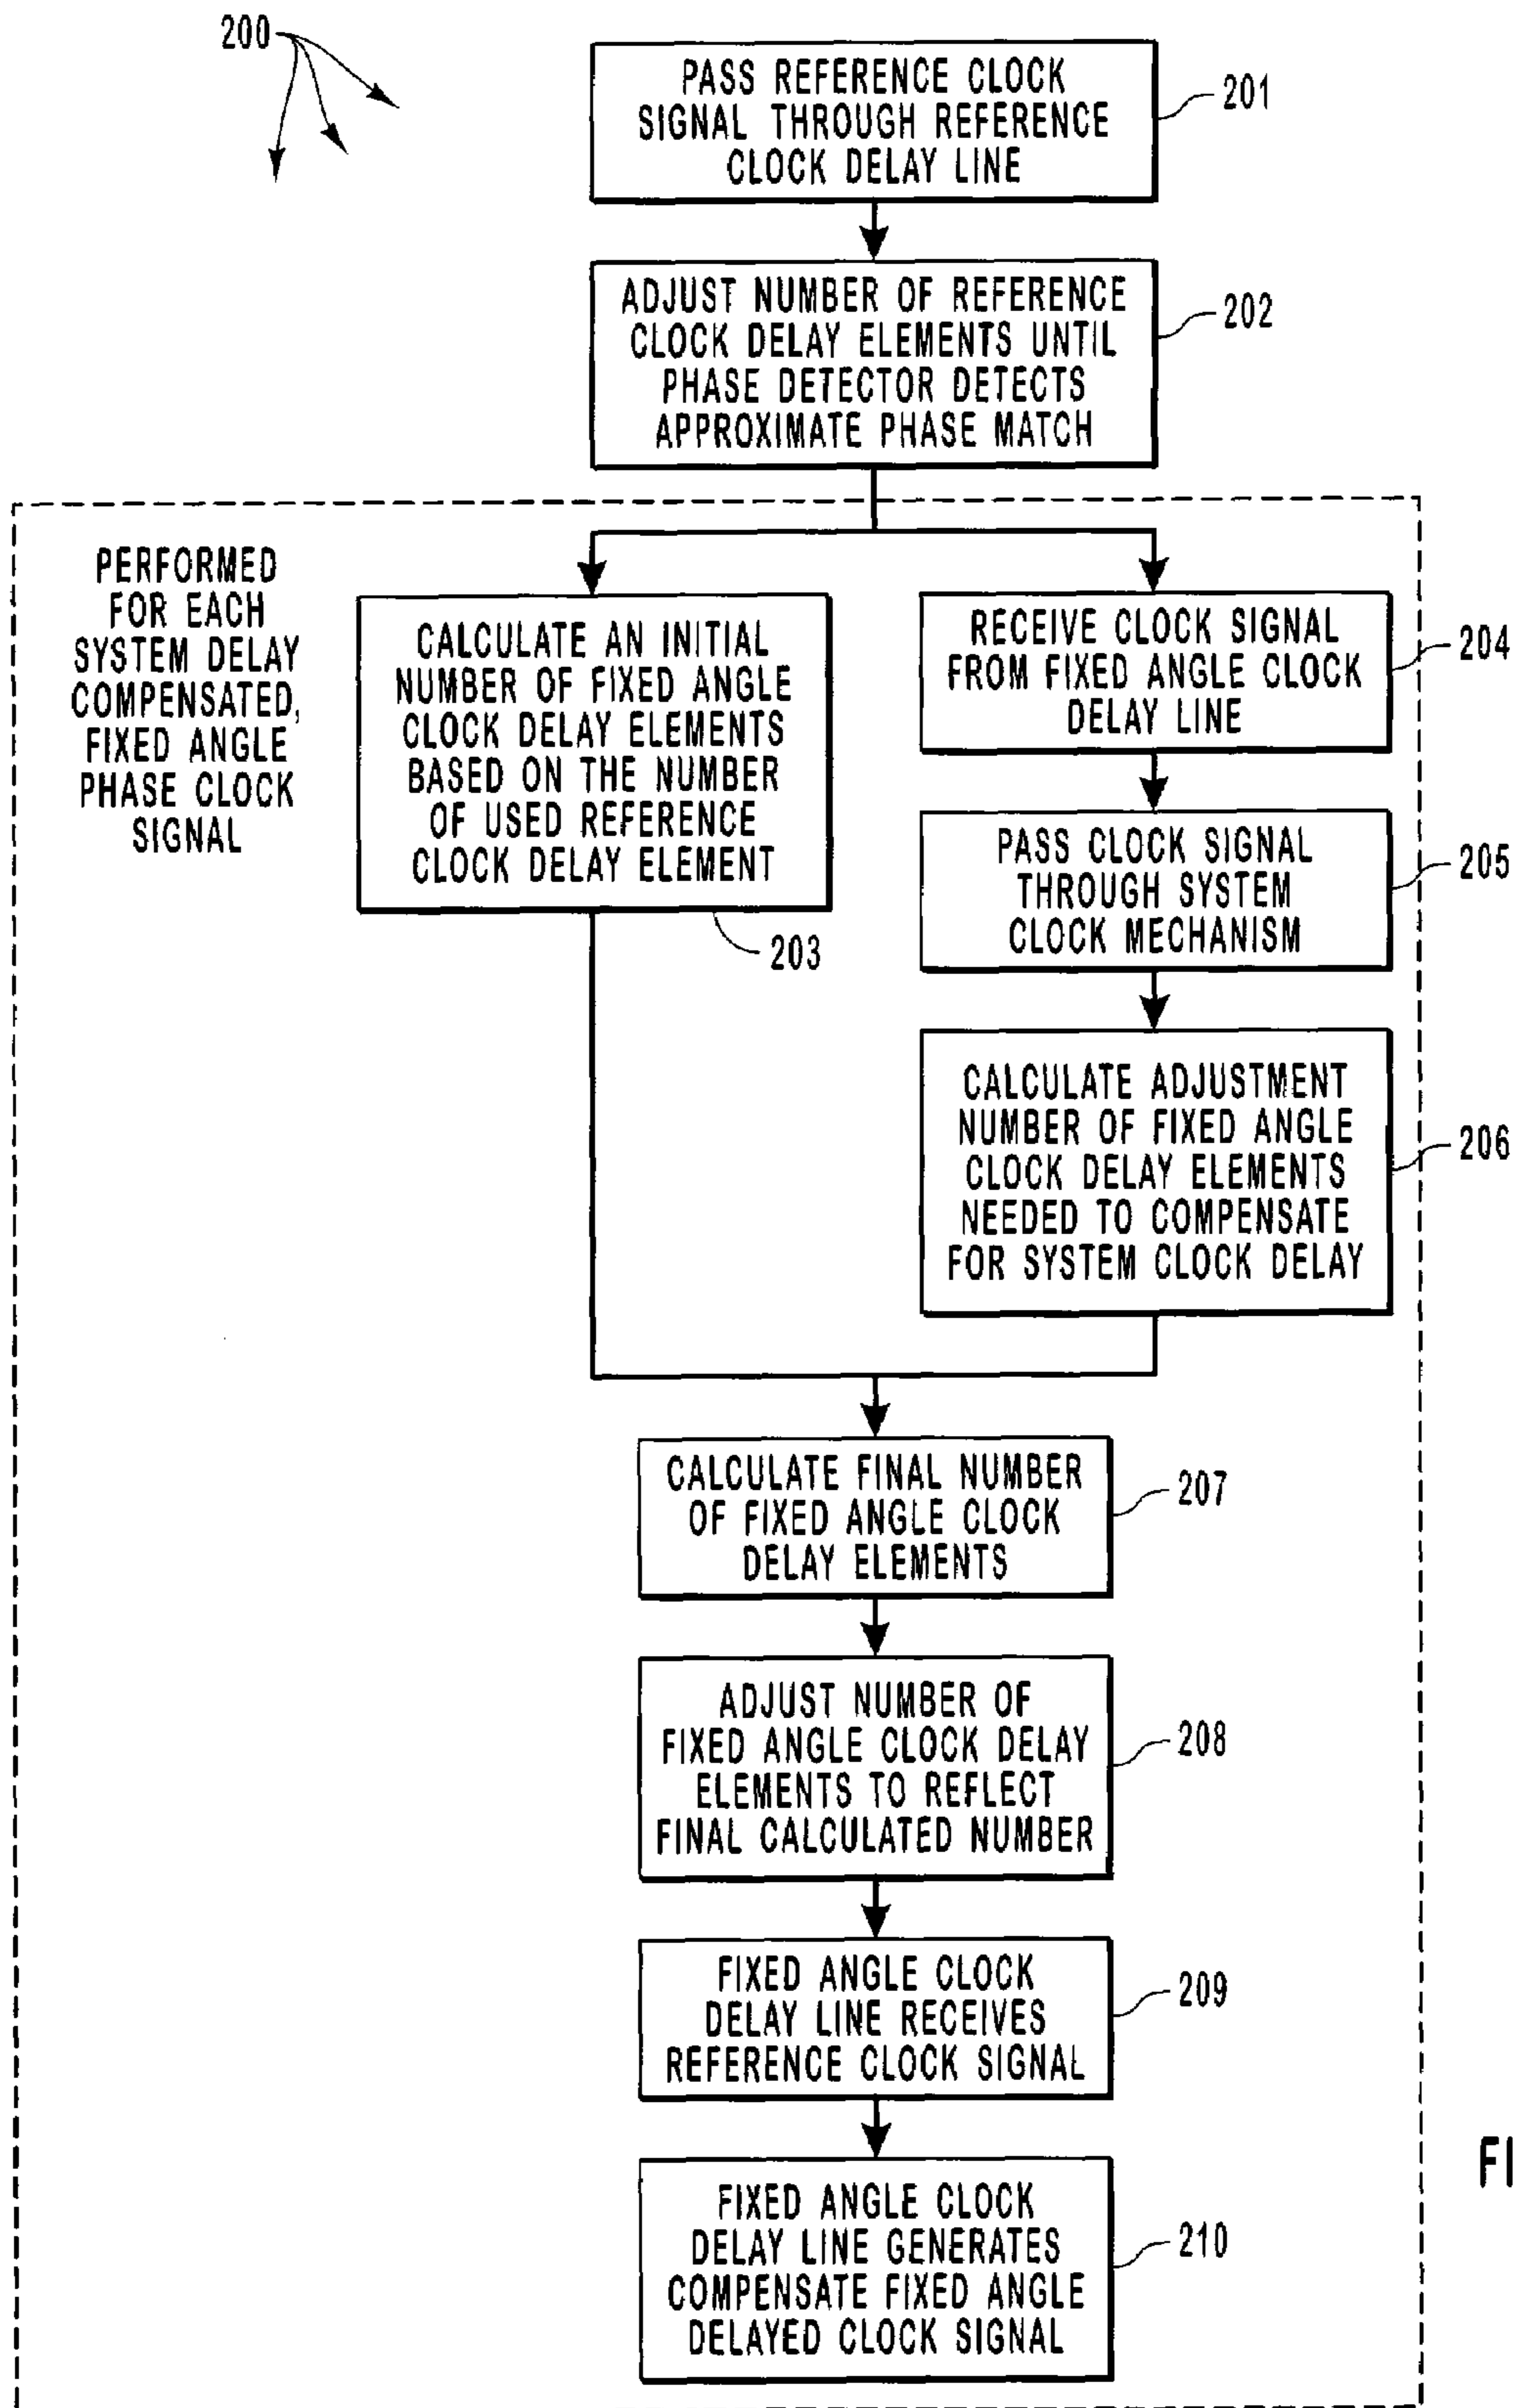 200
PASS REFERENCE CLOCK
SIGNAL THROUGH REFERENCE
CLOCK DELAY LINE
201
ADJUST NUMBER OF REFERENCE
CLOCK DELAY ELEMENTS UNTIL
PHASE DETECTOR DETECTS
APPROXIMATE PHASE MATCH
202
PERFORMED
FOR EACH
SYSTEM DELAY
COMPENSATED,
FIXED ANGLE
PHASE CLOCK
SIGNAL
CALCULATE AN INITIAL
NUMBER OF FIXED ANGLE
CLOCK DELAY ELEMENTS
BASED ON THE NUMBER
OF USED REFERENCE
CLOCK DELAY ELEMENT
203
RECEIVE CLOCK SIGNAL
FROM FIXED ANGLE CLOCK
DELAY LINE
204
PASS CLOCK SIGNAL
THROUGH SYSTEM
CLOCK MECHANISM
205
CALCULATE ADJUSTMENT
NUMBER OF FIXED ANGLE
CLOCK DELAY ELEMENTS
NEEDED TO COMPENSATE
FOR SYSTEM CLOCK DELAY
206
CALCULATE FINAL NUMBER
OF FIXED ANGLE CLOCK
DELAY ELEMENTS
207
ADJUST NUMBER OF
FIXED ANGLE CLOCK DELAY
ELEMENTS TO REFLECT
FINAL CALCULATED NUMBER
208
FIXED ANGLE CLOCK
DELAY LINE RECEIVES
REFERENCE CLOCK SIGNAL
209
FIXED ANGLE CLOCK
DELAY LINE GENERATES
COMPENSATE FIXED ANGLE
DELAYED CLOCK SIGNAL
210
FI